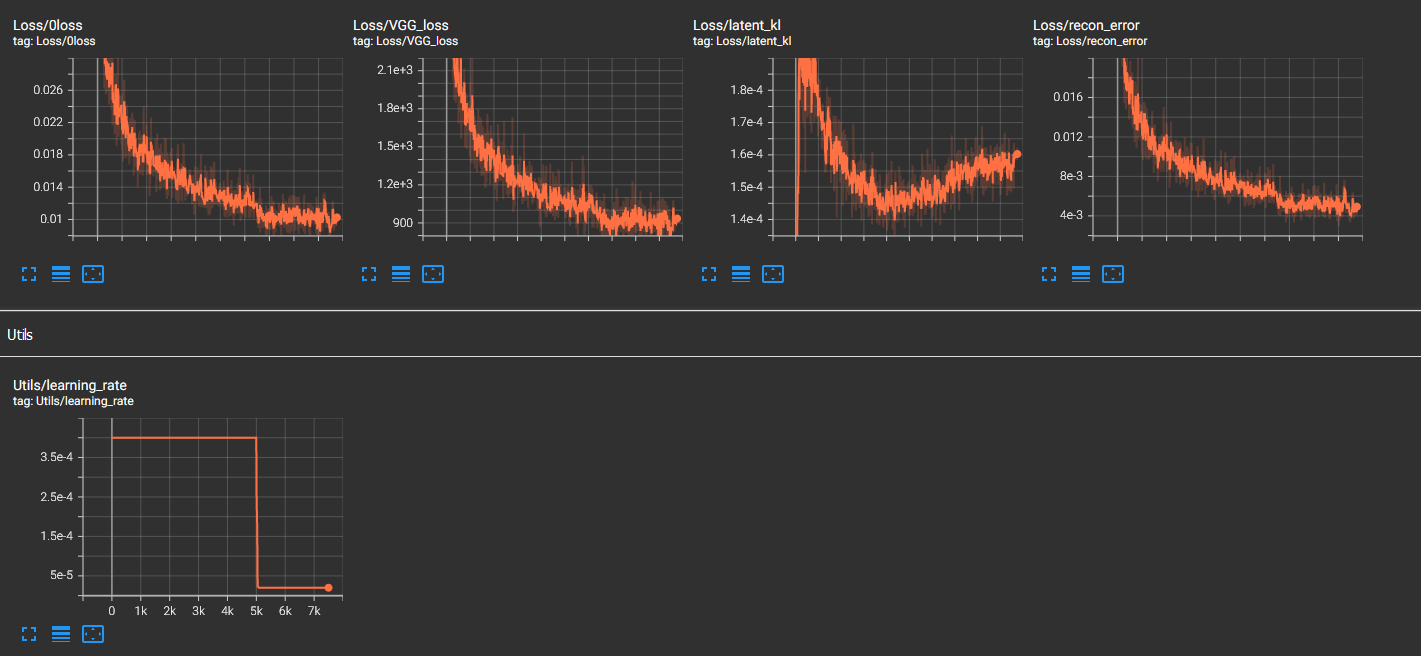 Loss/0loss
tag: Loss/0loss
0.026
0.022
0.018
0.014
0.01
Loss/VGG_loss
tag: Loss/VGG_loss
2.1e+3
1.8e+3
1.5e+3
1.2e+3
900
Loss/latent_kl
tag: Loss/latent_kl
1.8e-4
1.7e-4
1.6e-4
1.5e-4
1.4e-4
Loss/recon_error
tag: Loss/recon_error
0.016
0.012
8e-3
4e-3
Utils
Utils/learning_rate
tag: Utils/learning_rate
3.5e-4
2.5e-4
1.5e-4
5e-5
0 1k 2k 3k 4k 5k 6k 7k